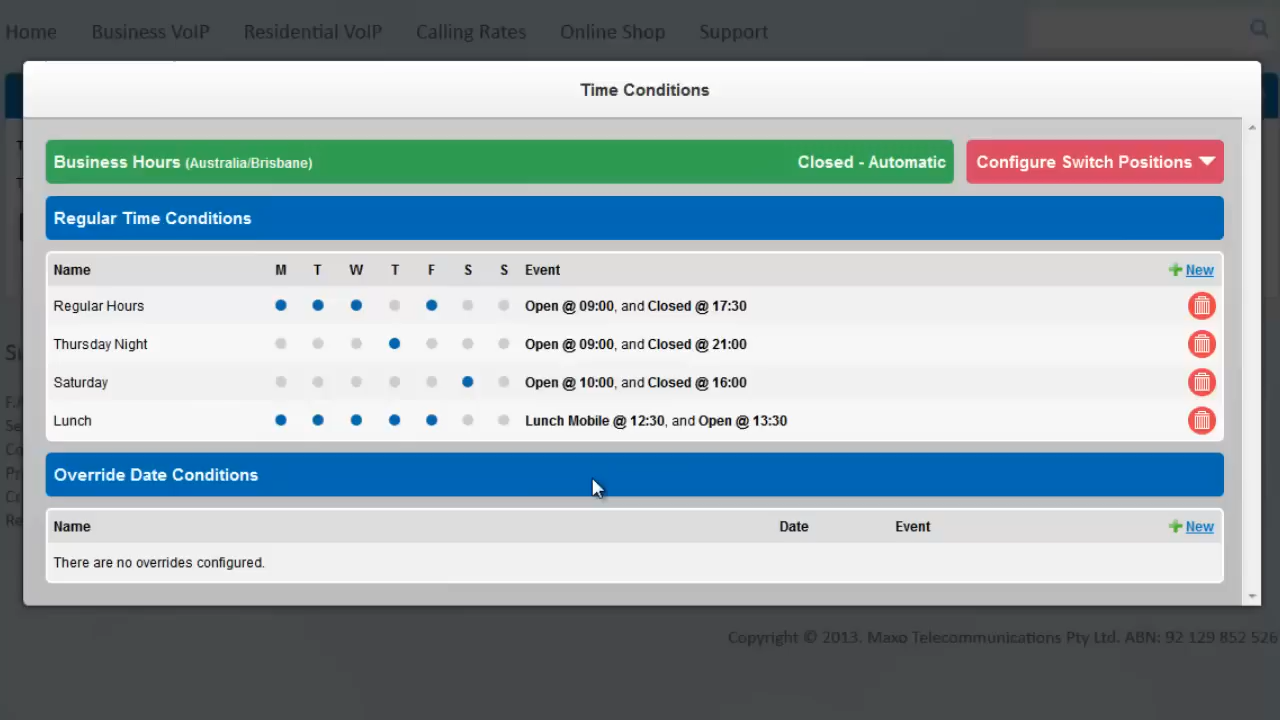 Home Business VoIP Residential VoIP Calling Rates Online Shop Support
Time Conditions
Business Hours (Australia/Brisbane) Closed - Automatic Configure Switch Positions
Regular Time Conditions
Name M T W T F S S Event New
Regular Hours Open @ 09:00, and Closed @ 17:30
Thursday Night Open @ 09:00, and Closed @ 21:00
Saturday Open @ 10:00, and Closed @ 16:00
Lunch Lunch Mobile @ 12:30, and Open @ 13:30
Override Date Conditions
Name Date Event New
There are no overrides configured.
Copyright © 2013. Maxo Telecommunications Pty Ltd. ABN: 92 129 852 526